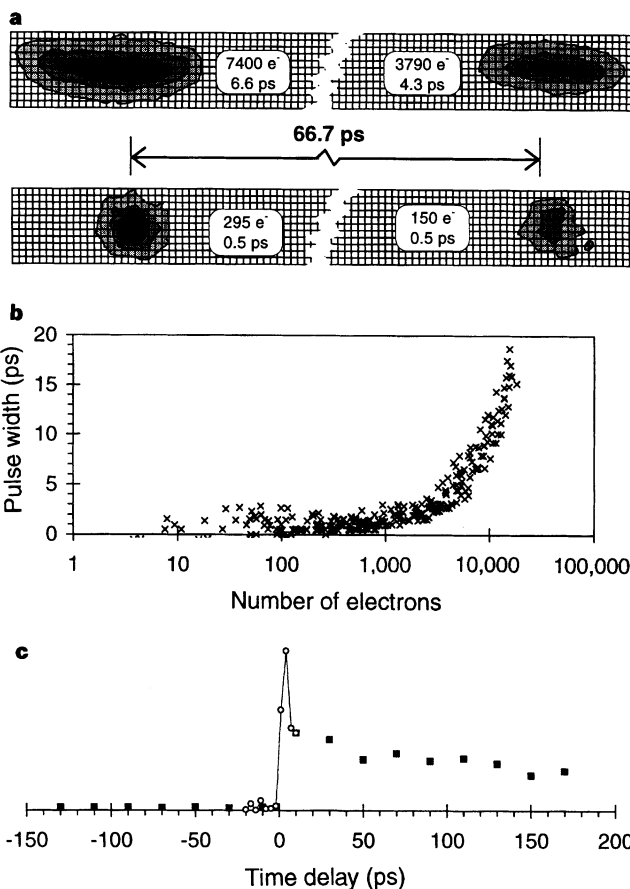 a
7400 e⁻
6.6 ps
3790 e⁻
4.3 ps
66.7 ps
295 e⁻
0.5 ps
150 e⁻
0.5 ps
b
20
15
10
5
0
Pulse width (ps)
1 10 100 1,000 10,000 100,000
Number of electrons
c
-150 -100 -50 0 50 100 150 200
Time delay (ps)